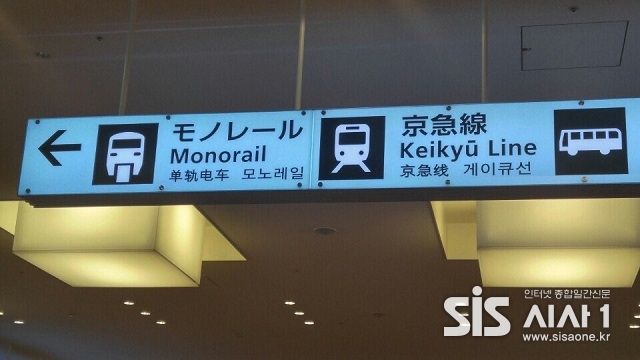 モノレール
Monorail
单轨电车 모노레일
京急線
Keikyū Line
京急线 게이큐선
인터넷 종합일간신문
SiS 시사1
www.sisaone.kr